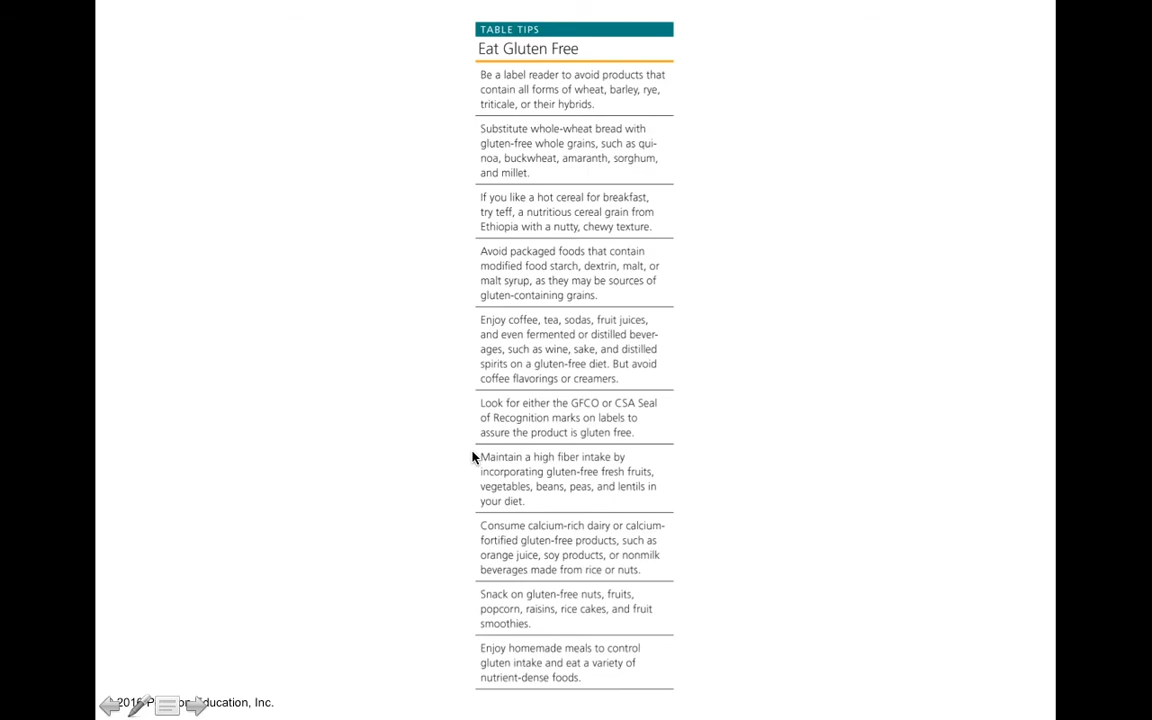 TABLE TIPS
Eat Gluten Free
Be a label reader to avoid products that
contain all forms of wheat, barley, rye,
triticale, or their hybrids.
Substitute whole-wheat bread with
gluten-free whole grains, such as qui-
noa, buckwheat, amaranth, sorghum,
and millet.
If you like a hot cereal for breakfast,
try teff, a nutritious cereal grain from
Ethiopia with a nutty, chewy texture.
Avoid packaged foods that contain
modified food starch, dextrin, malt, or
malt syrup, as they may be sources of
gluten-containing grains.
Enjoy coffee, tea, sodas, fruit juices,
and even fermented or distilled bever-
ages, such as wine, sake, and distilled
spirits on a gluten-free diet. But avoid
coffee flavorings or creamers.
Look for either the GFCO or CSA Seal
of Recognition marks on labels to
assure the product is gluten free.
Maintain a high fiber intake by
incorporating gluten-free fresh fruits,
vegetables, beans, peas, and lentils in
your diet.
Consume calcium-rich dairy or calcium-
fortified gluten-free products, such as
orange juice, soy products, or nonmilk
beverages made from rice or nuts.
Snack on gluten-free nuts, fruits,
popcorn, raisins, rice cakes, and fruit
smoothies.
Enjoy homemade meals to control
gluten intake and eat a variety of
nutrient-dense foods.
Education, Inc.